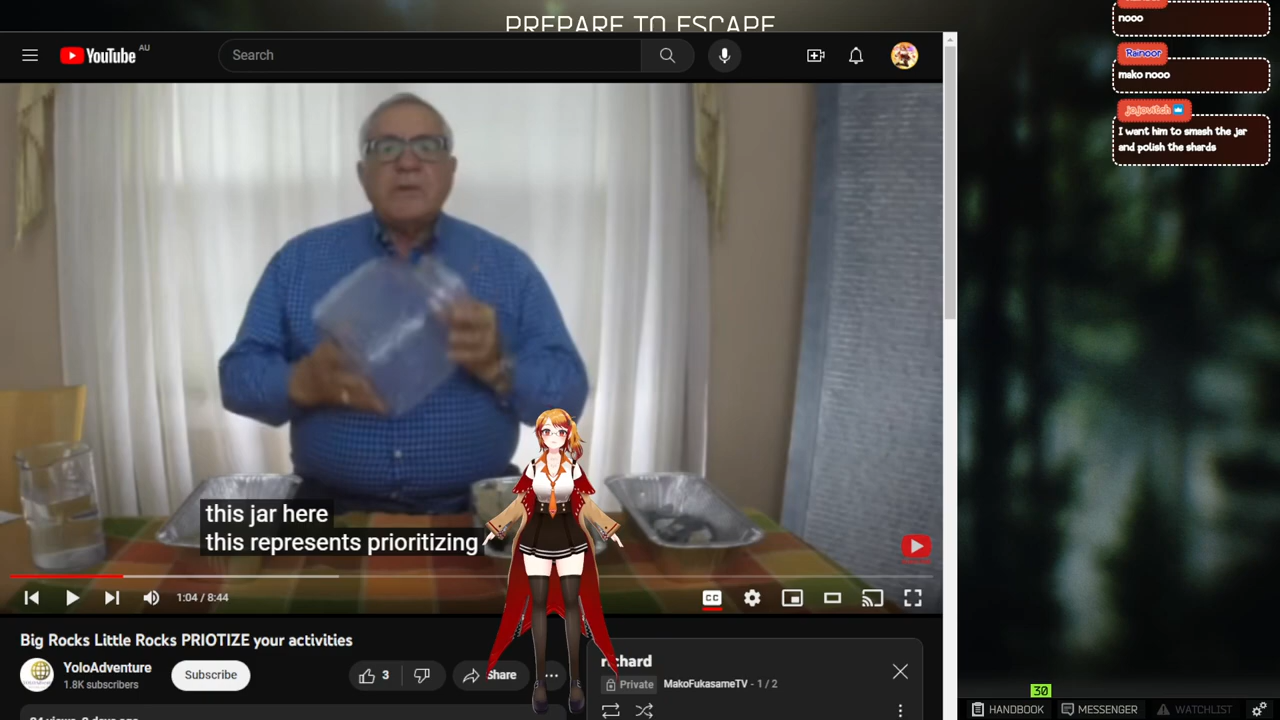 PREPARE TO ESCAPE
nooo
YouTube
AU
Search
Rainoor
mako nooo
jojovitch
I want him to smash the jar
and polish the shards
this jar here
this represents prioritizing
1:04 / 8:44
CC
Big Rocks Little Rocks PRIOTIZE your activities
YoloAdventure
1.8K subscribers
Subscribe
3
Share
richard
Private
MakoFukasameTV - 1 / 2
30
HANDBOOK
MESSENGER
WATCHLIST